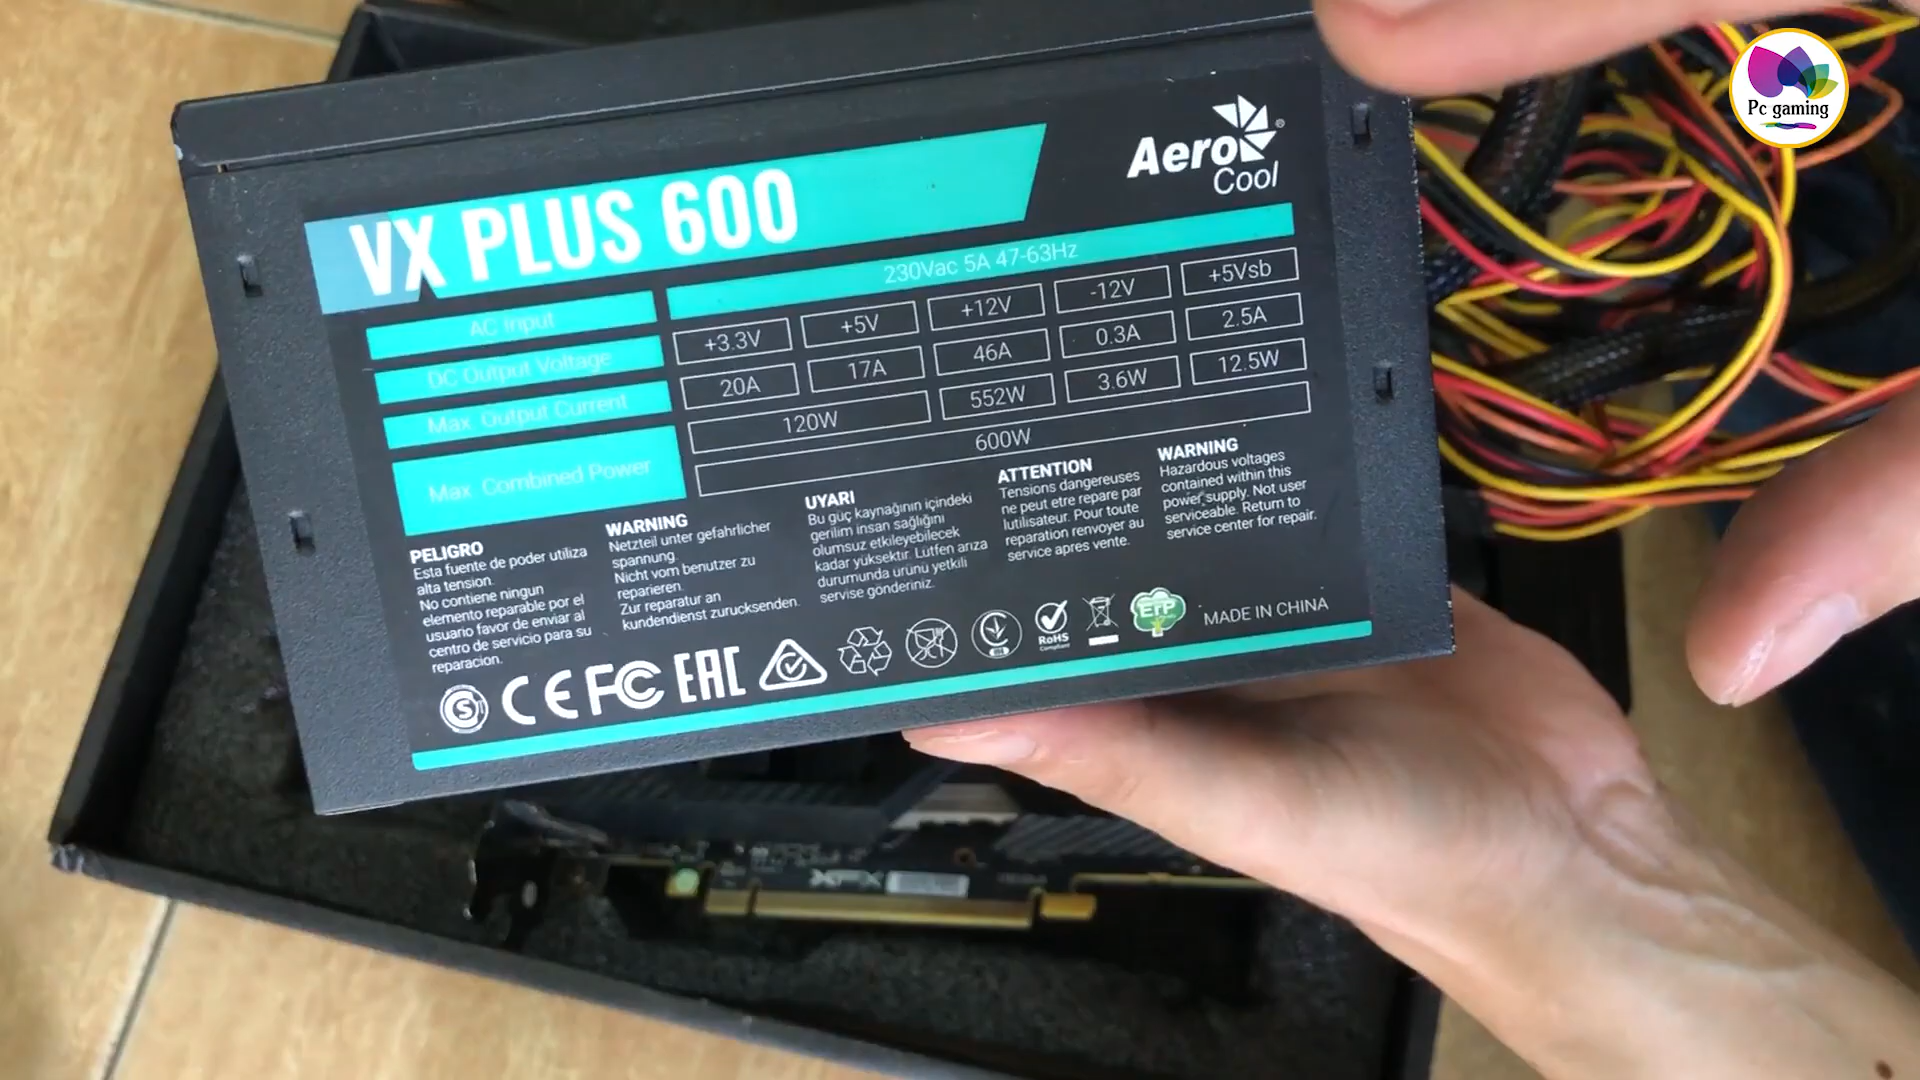 Pc gaming
Aero
Cool
VX PLUS 600
AC Input
230Vac 5A 47-63Hz
DC Output Voltage
+3.3V
+5V
+12V
-12V
+5Vsb
Max. Output Current
20A
17A
46A
0.3A
2.5A
Max. Combined Power
120W
552W
3.6W
12.5W
600W
PELIGRO
Esta fuente de poder utiliza
alta tension.
No contiene ningun
elemento reparable por el
usuario favor de enviar al
centro de servicio para su
reparacion.
WARNING
Netzteil unter gefahrlicher
spannung.
Nicht vom benutzer zu
reparieren.
Zur reparatur an
kundendienst zurucksenden.
UYARI
Bu güç kaynağının içindeki
gerilim insan sağlığını
olumsuz etkileyebilecek
kadar yüksektir. Lütfen arıza
durumunda ürünü yetkili
servise gönderiniz.
ATTENTION
Tensions dangereuses
ne peut etre repare par
lutilisateur. Pour toute
reparation renvoyer au
service apres vente.
WARNING
Hazardous voltages
contained within this
power supply. Not user
serviceable. Return to
service center for repair.
S CE FC EAC
RoHS
Compliant
ErP
MADE IN CHINA
XFX